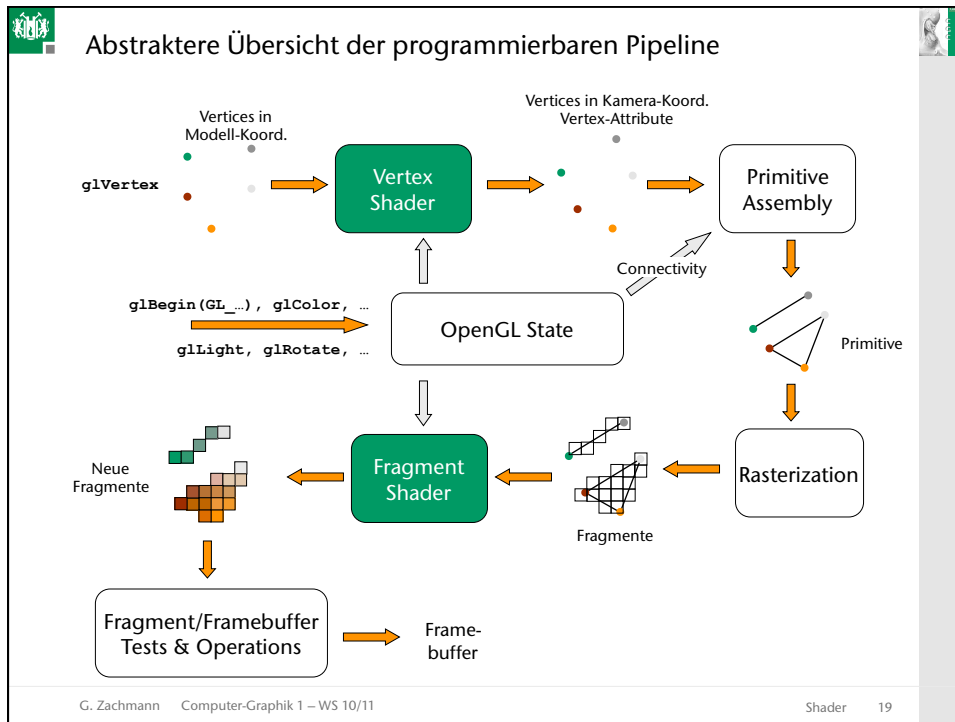 Abstraktere Übersicht der programmierbaren Pipeline
Vertices in
Modell-Koord.
Vertices in Kamera-Koord.
Vertex-Attribute
glVertex
Vertex
Shader
Primitive
Assembly
Connectivity
glBegin(GL_…), glColor, …
glLight, glRotate, …
OpenGL State
Primitive
Neue
Fragmente
Fragment
Shader
Fragmente
Rasterization
Fragment/Framebuffer
Tests & Operations
Frame-
buffer
G. Zachmann Computer-Graphik 1 – WS 10/11
Shader 19